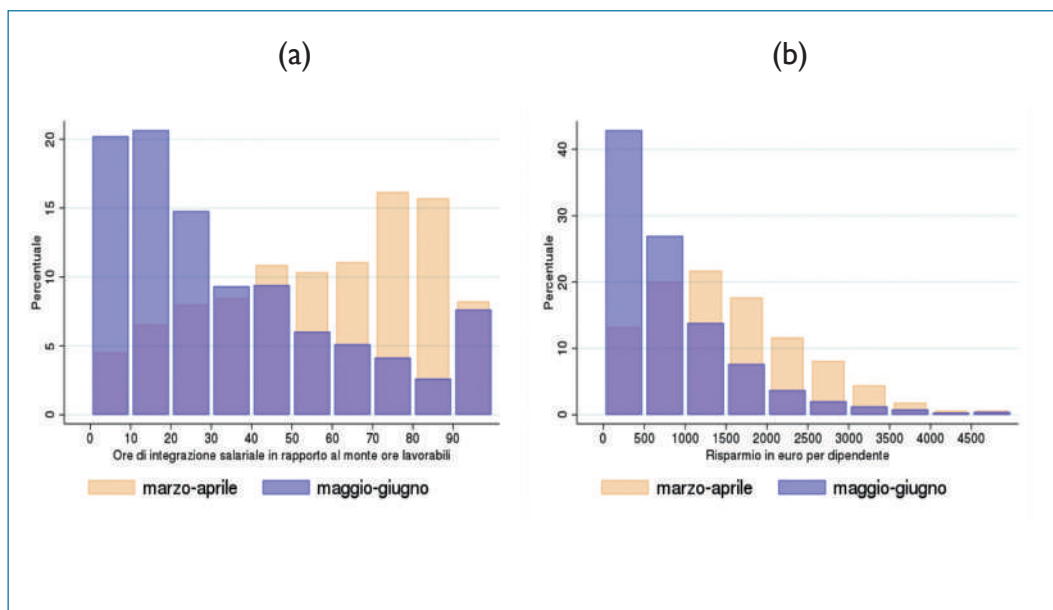 (a)
(b)
Percentuale
20
15
10
5
0
0 10 20 30 40 50 60 70 80 90
Ore di integrazione salariale in rapporto al monte ore lavorabili
marzo-aprile maggio-giugno
Percentuale
40
30
20
10
0
0 500 1000 1500 2000 2500 3000 3500 4000 4500
Risparmio in euro per dipendente
marzo-aprile maggio-giugno